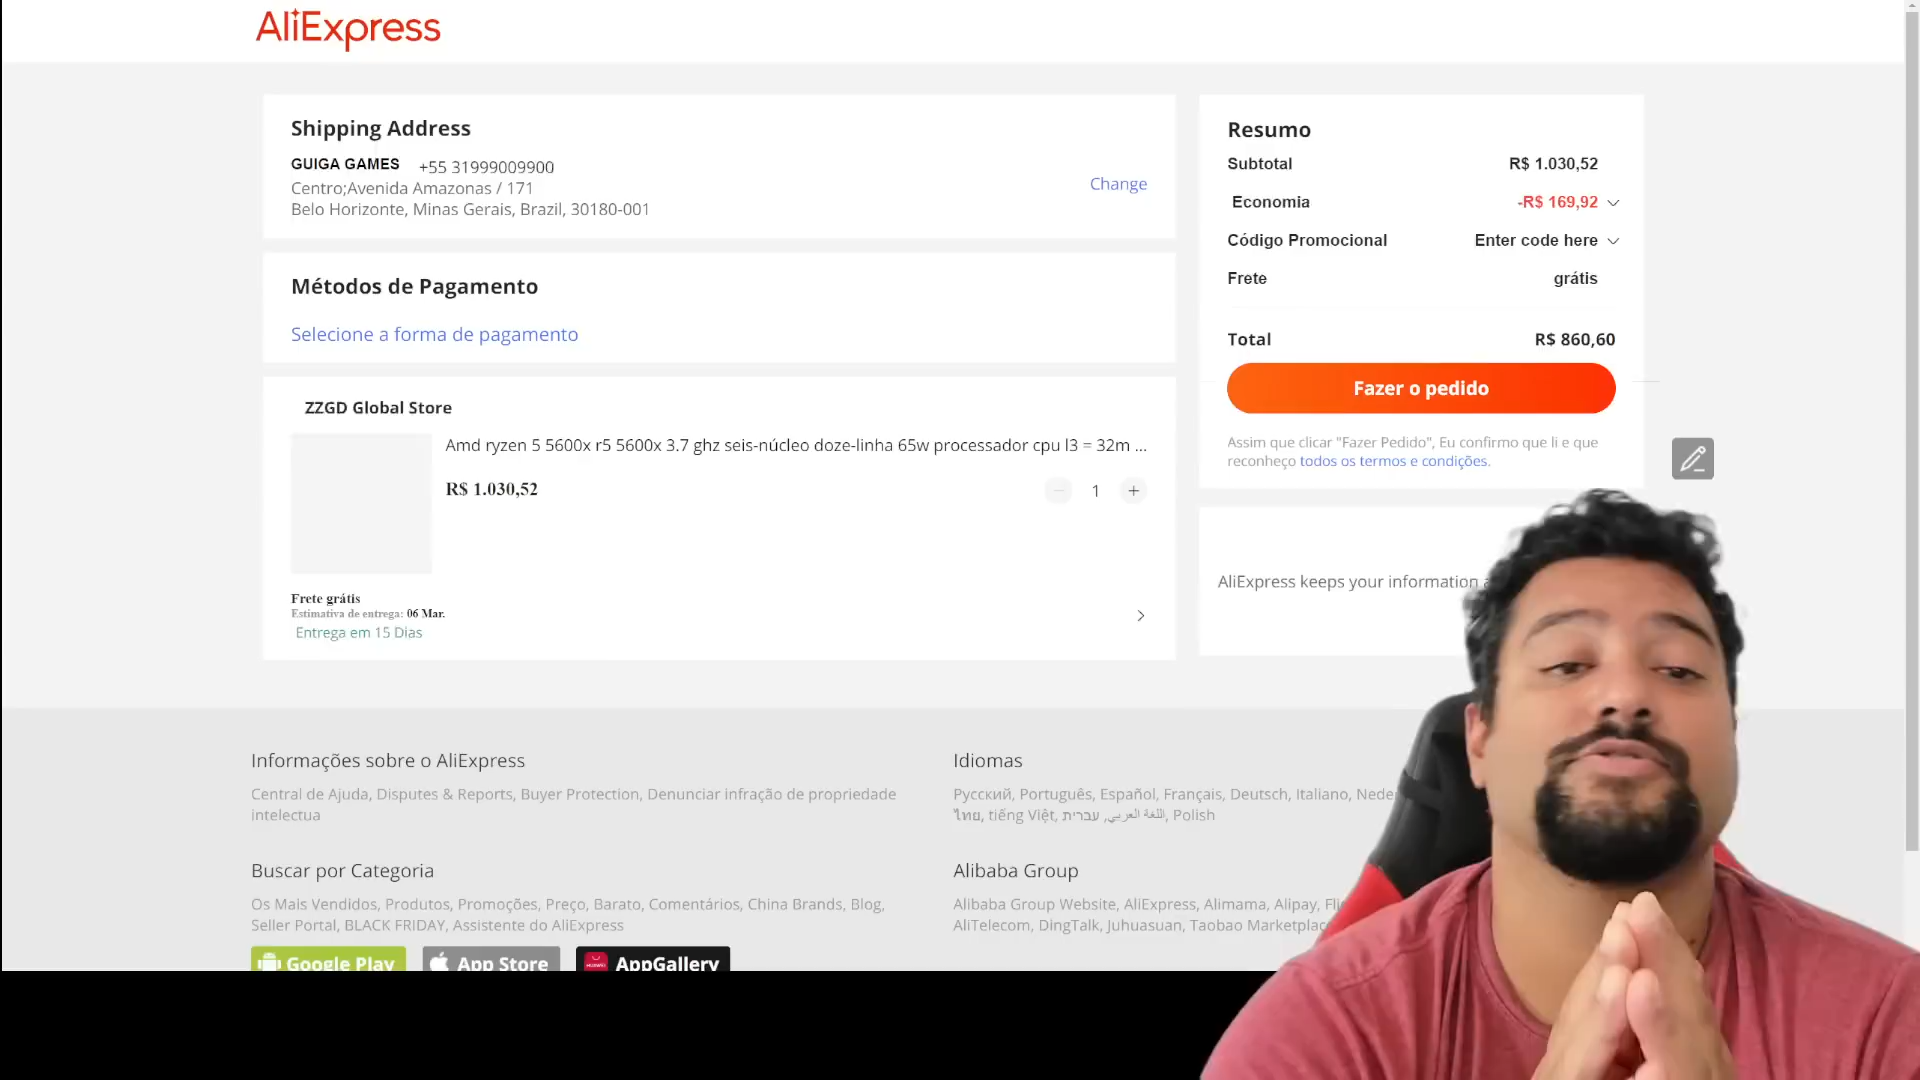 AliExpress
Shipping Address
GUIGA GAMES +55 31999009900
Centro;Avenida Amazonas / 171
Belo Horizonte, Minas Gerais, Brazil, 30180-001
Change
Métodos de Pagamento
Selecione a forma de pagamento
ZZGD Global Store
Amd ryzen 5 5600x r5 5600x 3.7 ghz seis-núcleo doze-linha 65w processador cpu l3 = 32m ...
R$ 1.030,52
1
Frete grátis
Estimativa de entrega: 06 Mar.
Entrega em 15 Dias
Resumo
Subtotal R$ 1.030,52
Economia -R$ 169,92
Código Promocional Enter code here
Frete grátis
Total R$ 860,60
Fazer o pedido
Assim que clicar "Fazer Pedido", Eu confirmo que li e que
reconheço todos os termos e condições.
AliExpress keeps your information
Informações sobre o AliExpress
Central de Ajuda, Disputes & Reports, Buyer Protection, Denunciar infração de propriedade
intelectua
Idiomas
Русский, Português, Español, Français, Deutsch, Italiano,
ไทย, tiếng Việt, اللغة العربي, עברית, Polish
Buscar por Categoria
Os Mais Vendidos, Produtos, Promoções, Preço, Barato, Comentários, China Brands, Blog,
Seller Portal, BLACK FRIDAY, Assistente do AliExpress
Alibaba Group
Alibaba Group Website, AliExpress, Alimama, Alipay,
AliTelecom, DingTalk, Juhuasuan, Taobao
Google Play
App Store
HUAWEI AppGallery